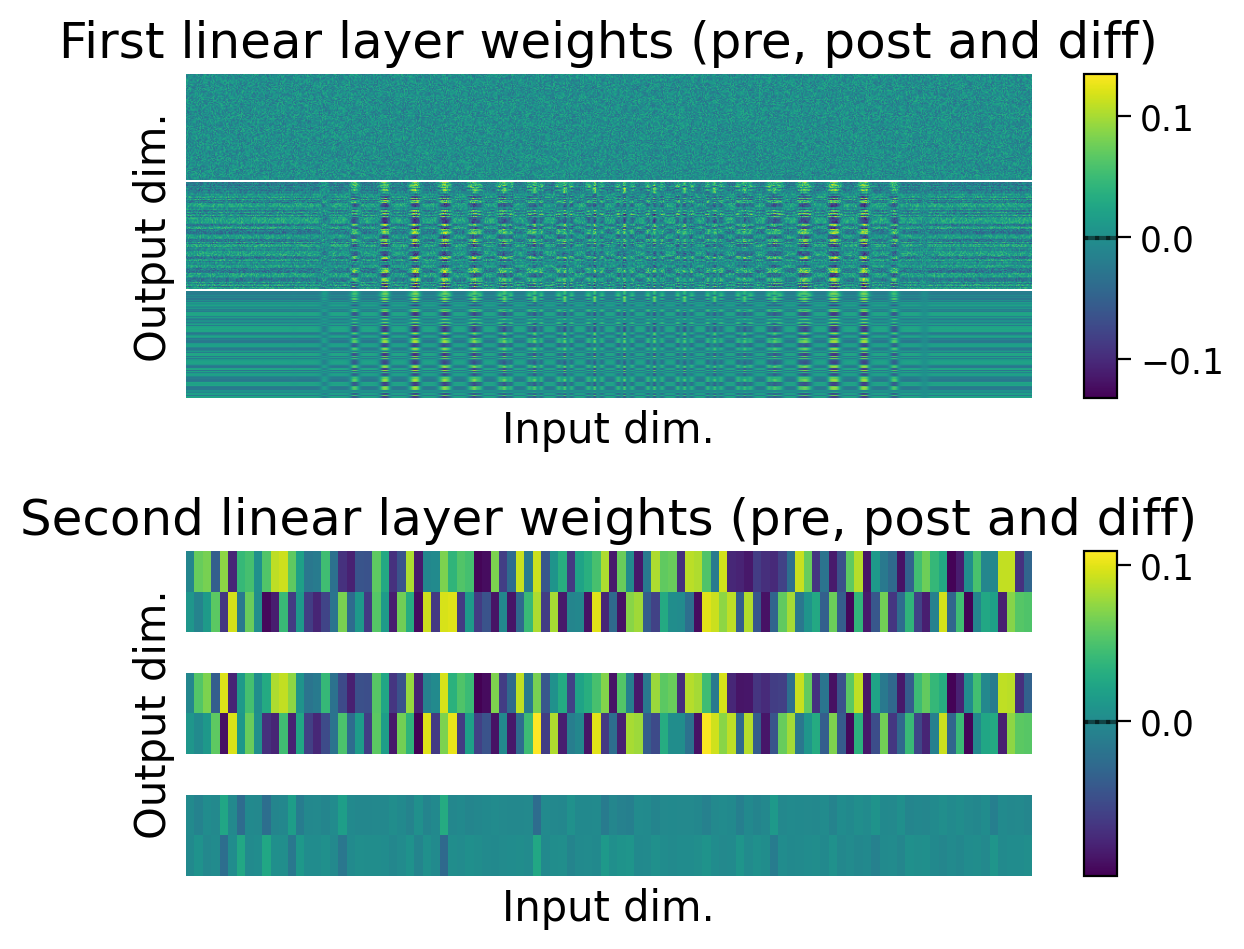 First linear layer weights (pre, post and diff)
Output dim.
0.1
0.0
−0.1
Input dim.
Second linear layer weights (pre, post and diff)
Output dim.
0.1
0.0
Input dim.